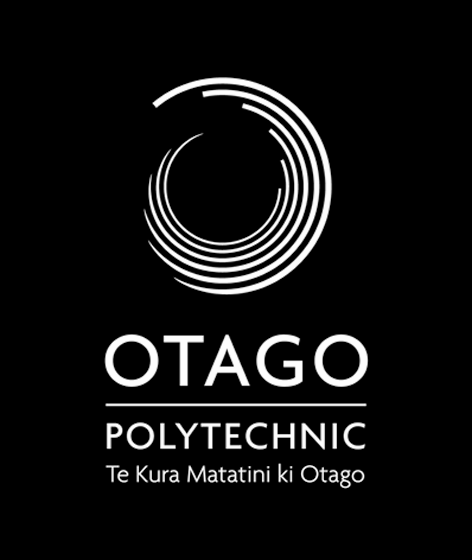 OTAGO
POLYTECHNIC
Te Kura Matatini ki Otago